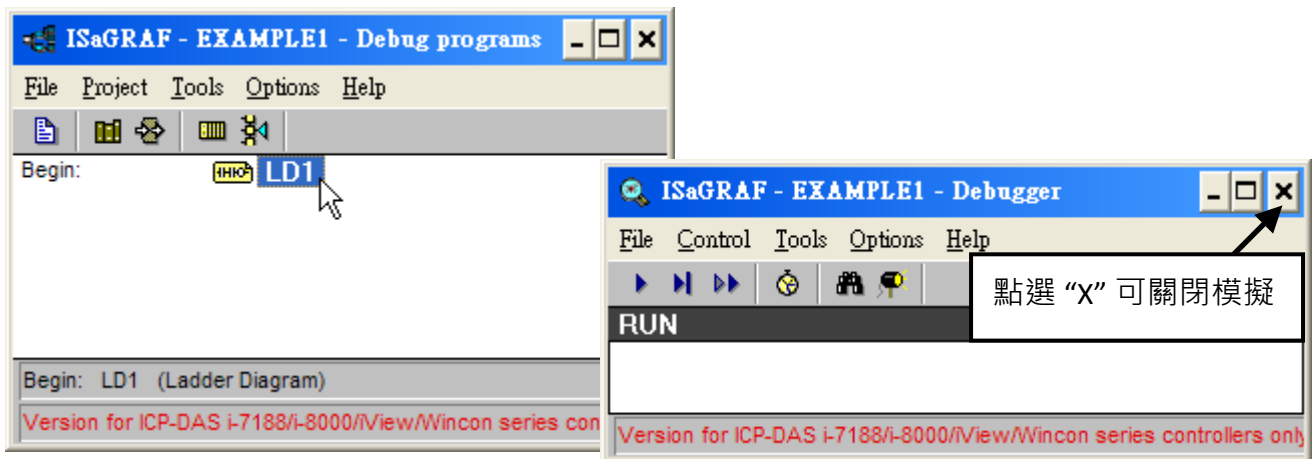 ISaGRAF - EXAMPLE1 - Debug programs
File Project Tools Options Help
Begin: LD1
Begin: LD1 (Ladder Diagram)
Version for ICP-DAS i-7188/i-8000/iView/Wincon series con
ISaGRAF - EXAMPLE1 - Debugger
File Control Tools Options Help
點選 “X” 可關閉模擬
RUN
Version for ICP-DAS i-7188/i-8000/iView/Wincon series controllers only